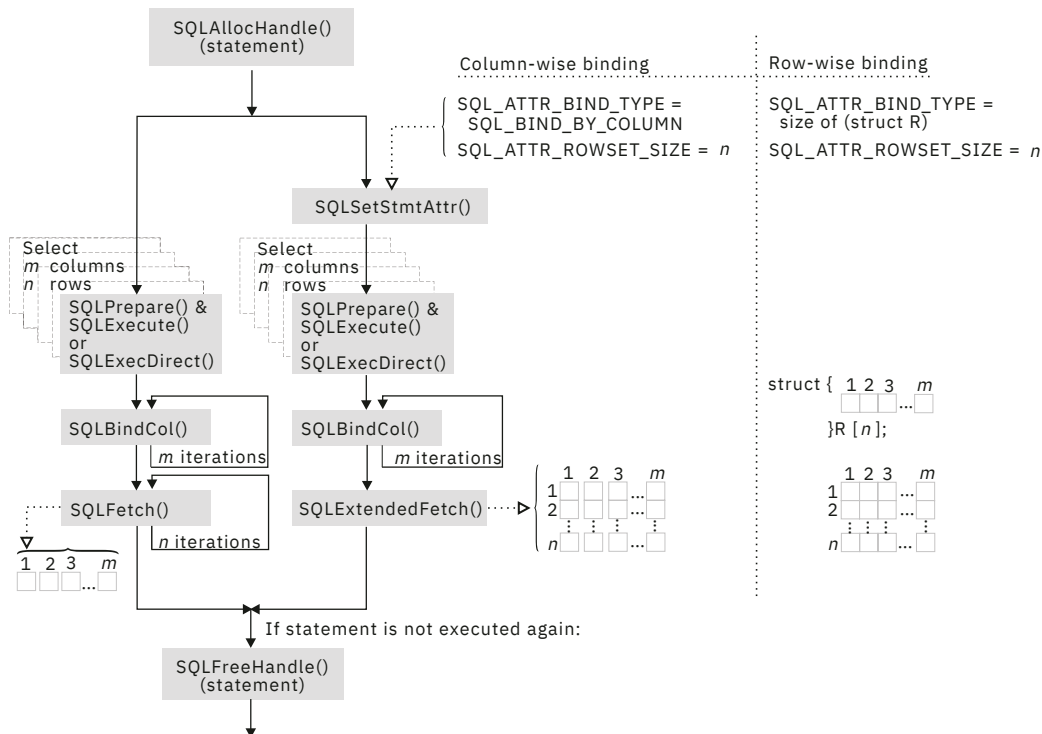 SQLAllocHandle()
(statement)
Column-wise binding
Row-wise binding
SQL_ATTR_BIND_TYPE =
SQL_BIND_BY_COLUMN
SQL_ATTR_ROWSET_SIZE = n
SQL_ATTR_BIND_TYPE =
size of (struct R)
SQL_ATTR_ROWSET_SIZE = n
SQLSetStmtAttr()
Select
m columns
n rows
SQLPrepare() &
SQLExecute()
or
SQLExecDirect()
Select
m columns
n rows
SQLPrepare() &
SQLExecute()
or
SQLExecDirect()
SQLBindCol()
m iterations
SQLBindCol()
m iterations
struct { 1 2 3 ... m
}R [n];
SQLFetch()
n iterations
1 2 3 ... m
SQLExtendedFetch()
1 2 3 m
1 ...
2 ...
n ...
1 2 3 m
1 ...
2 ...
n ...
If statement is not executed again:
SQLFreeHandle()
(statement)